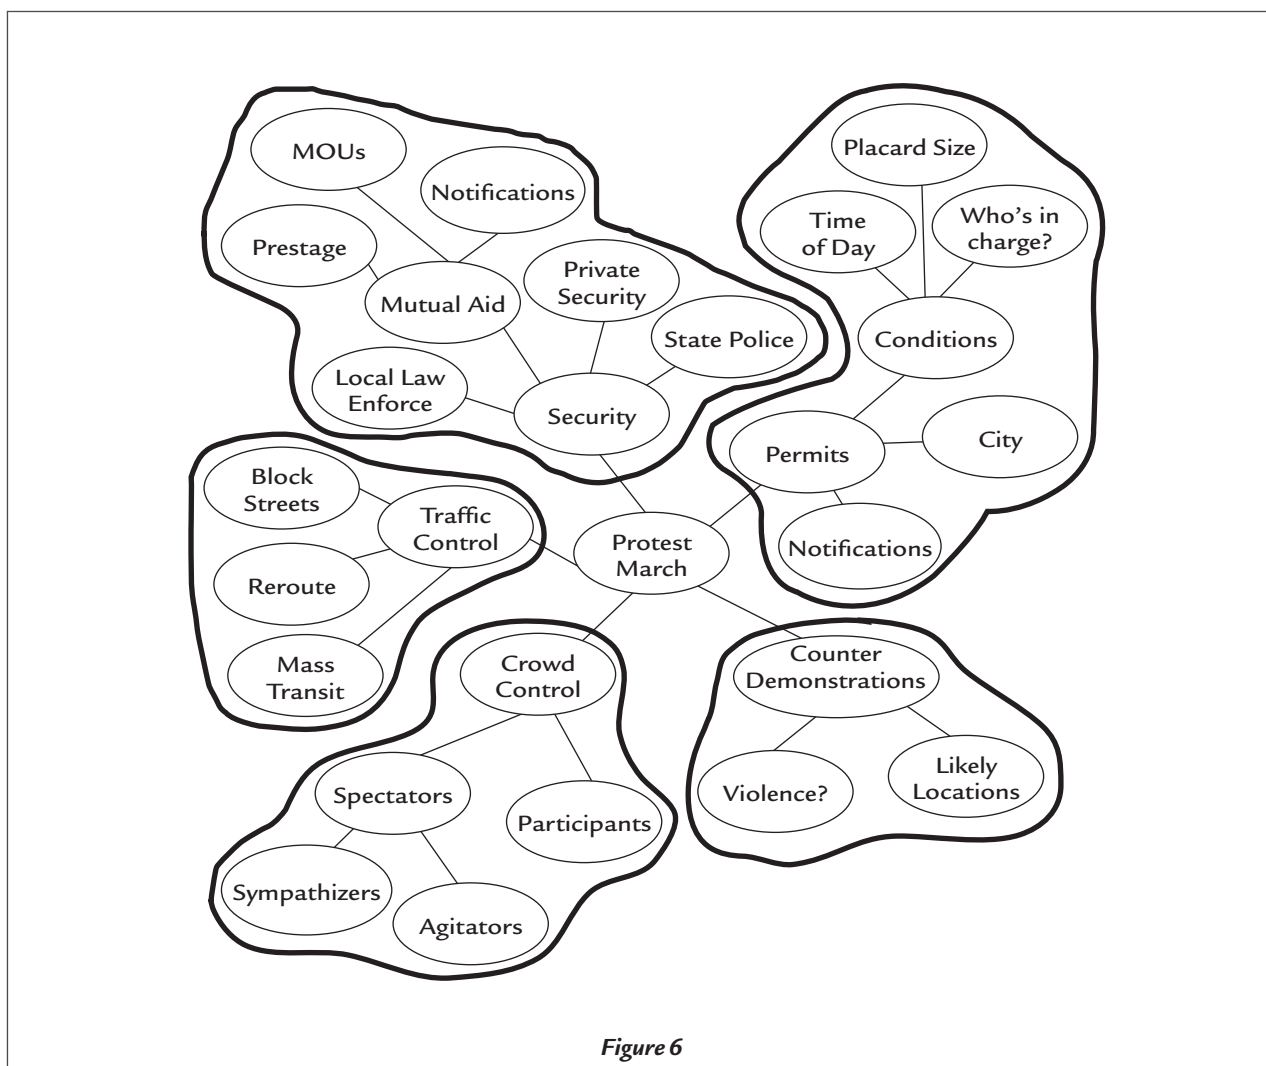 MOUs
Notifications
Prestage
Mutual Aid
Private
Security
State Police
Local Law
Enforce
Security
Placard Size
Time
of Day
Who's in
charge?
Conditions
Permits
City
Notifications
Block
Streets
Traffic
Control
Reroute
Mass
Transit
Protest
March
Crowd
Control
Spectators
Participants
Sympathizers
Agitators
Counter
Demonstrations
Violence?
Likely
Locations
Figure 6